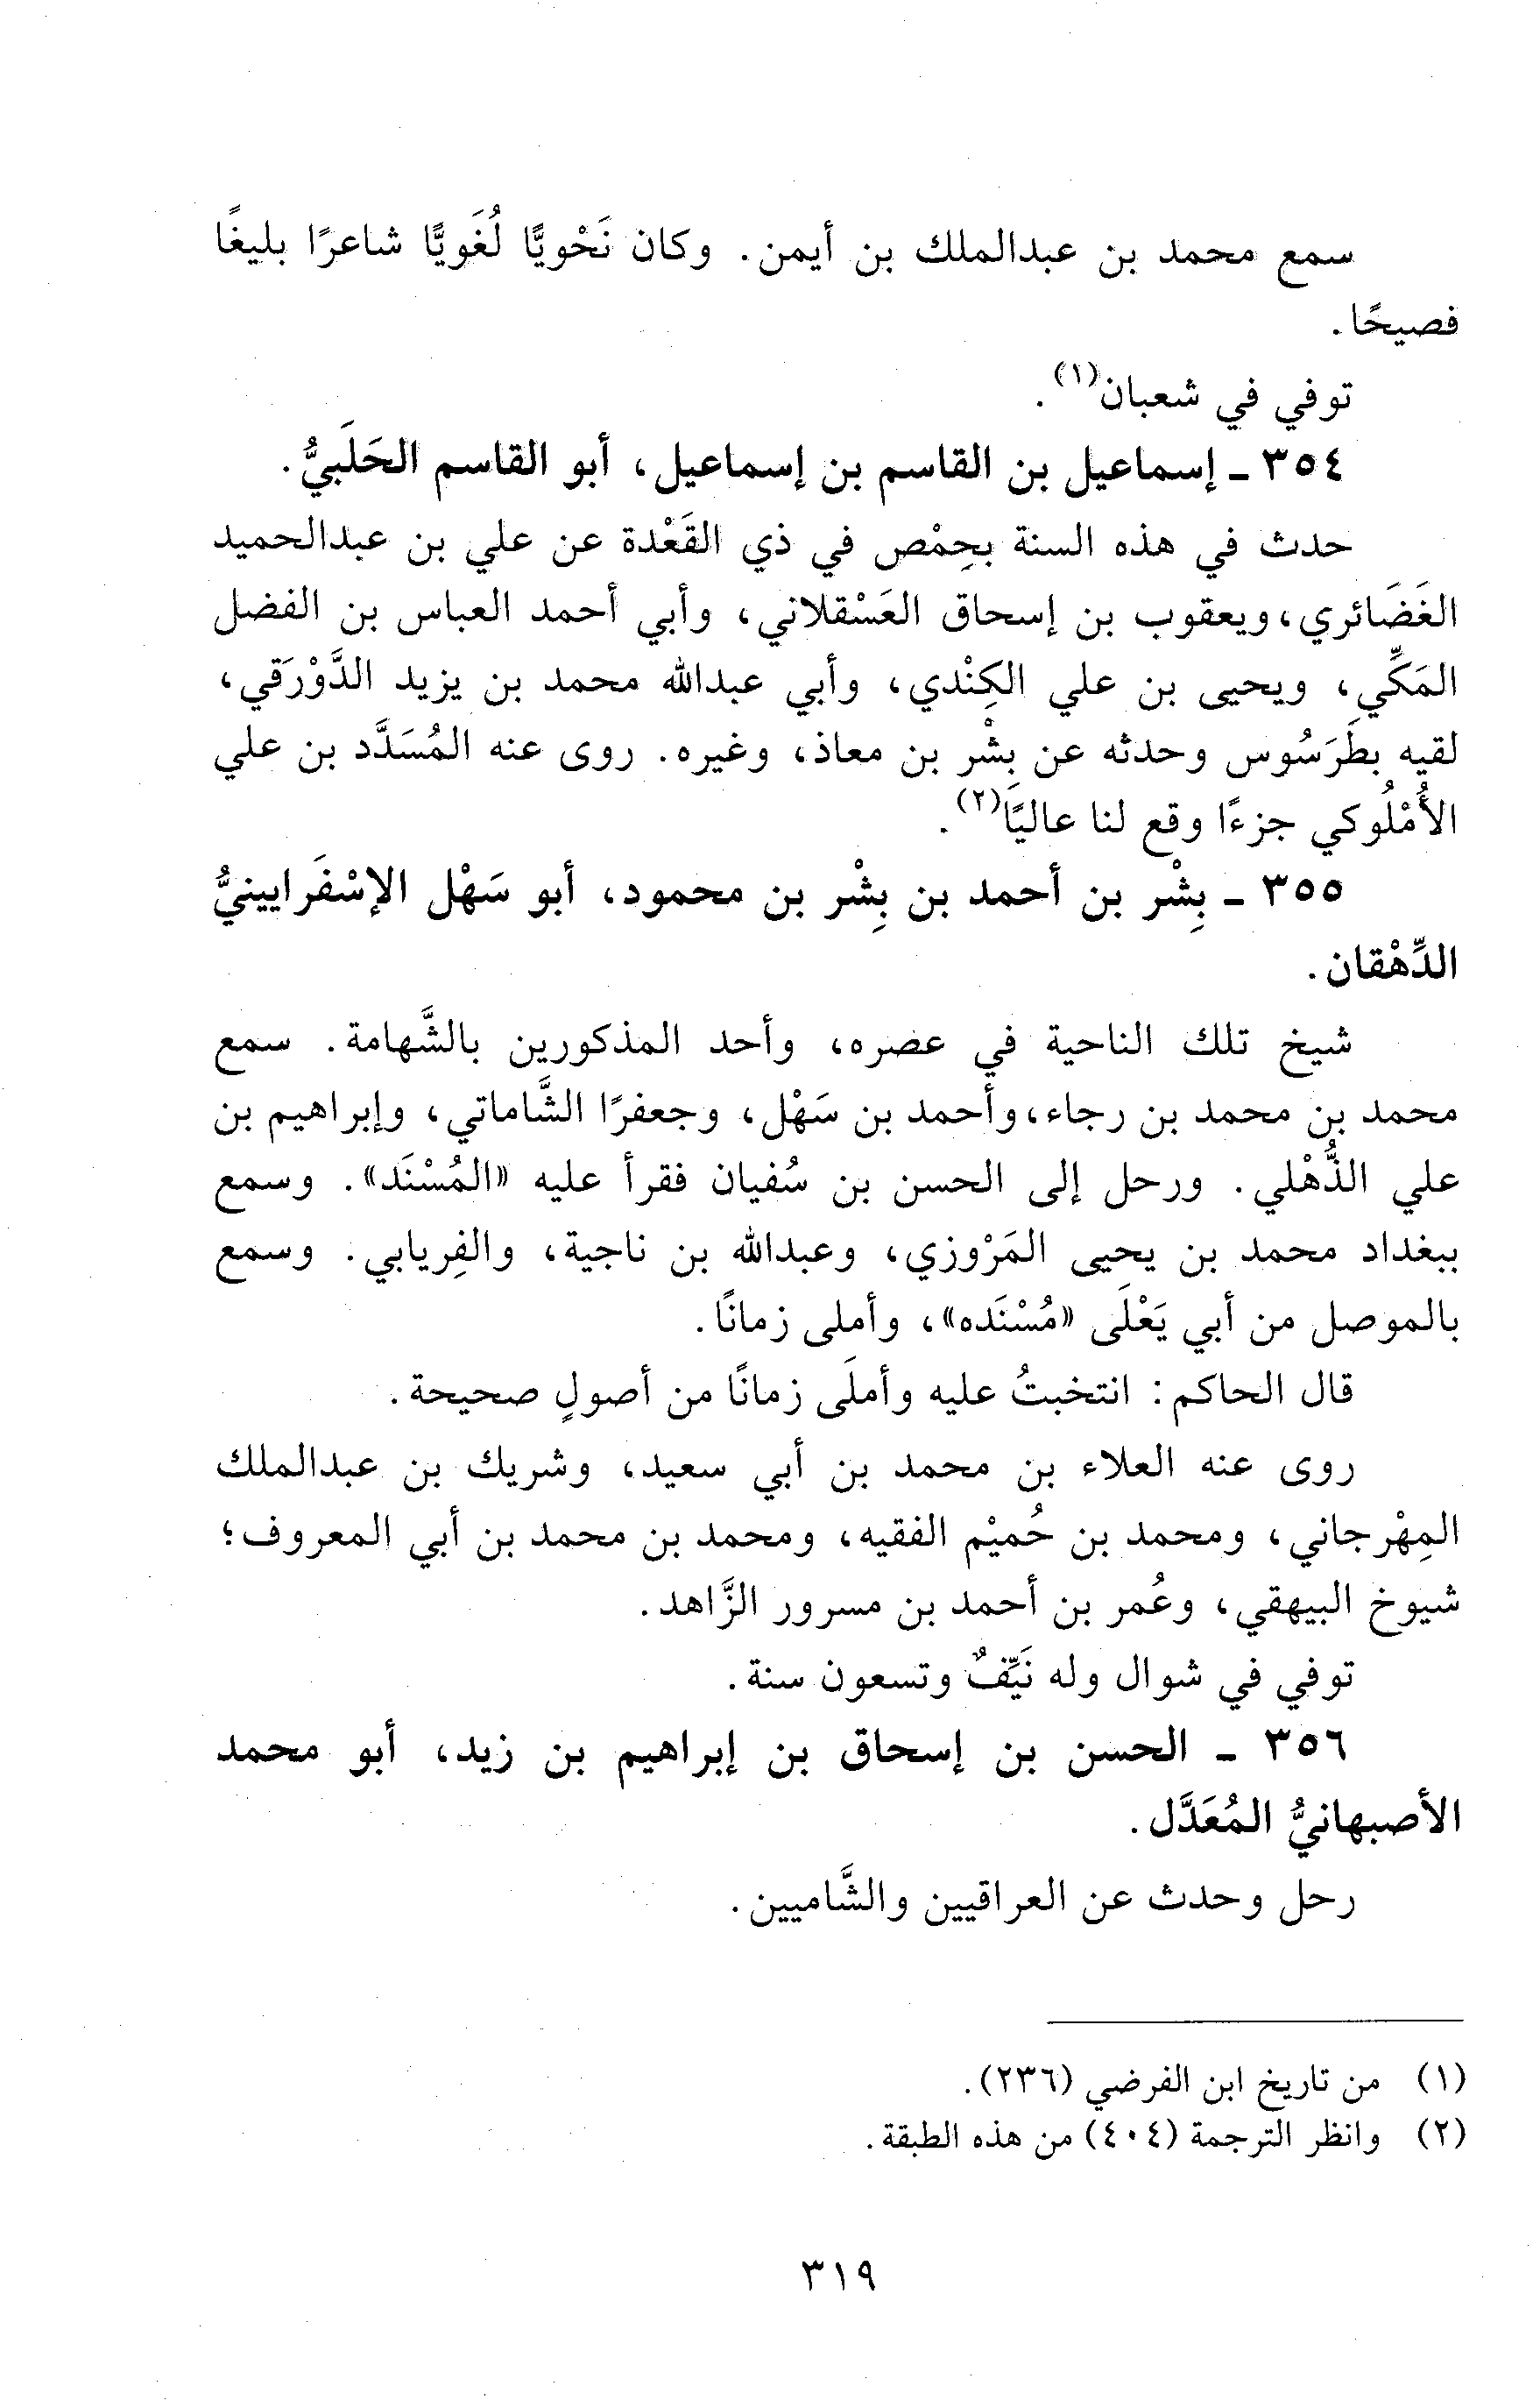 سمع محمد بن عبدالملك بن أيمن. وكان نَحْويًّا لُغَويًّا شاعرًا بليغًا
فصيحًا.
توفي في شعبان(١).
٣٥٤ ـ إسماعيل بن القاسم بن إسماعيل، أبو القاسم الحَلَبيُّ.
حدث في هذه السنة بحِمْص في ذي القَعْدة عن علي بن عبدالحميد
الغَضَائري، ويعقوب بن إسحاق العَسْقلاني، وأبي أحمد العباس بن الفضل
المَكِّي، ويحيى بن علي الكِنْدي، وأبي عبدالله محمد بن يزيد الدَّوْرَقي،
لقيه بطَرَسُوس وحدثه عن بِشْر بن معاذ، وغيره. روى عنه المُسَدَّد بن علي
الأُمْلُوكي جزءًا وقع لنا عاليًا(٢).
٣٥٥ ـ بِشْر بن أحمد بن بِشْر بن محمود، أبو سَهْل الإسْفَرايينيُّ
الدِّهْقان.
شيخ تلك الناحية في عصره، وأحد المذكورين بالشَّهامة. سمع
محمد بن محمد بن رجاء، وأحمد بن سَهْل، وجعفرًا الشَّاماتي، وإبراهيم بن
علي الذُّهْلي. ورحل إلى الحسن بن سُفيان فقرأ عليه «المُسْنَد». وسمع
ببغداد محمد بن يحيى المَرْوزي، وعبدالله بن ناجية، والفِريابي. وسمع
بالموصل من أبي يَعْلَى «مُسْنَده»، وأملى زمانًا.
قال الحاكم: انتخبتُ عليه وأملَى زمانًا من أصولٍ صحيحة.
روى عنه العلاء بن محمد بن أبي سعيد، وشريك بن عبدالملك
المِهْرجاني، ومحمد بن حُميْم الفقيه، ومحمد بن محمد بن أبي المعروف؛
شيوخ البيهقي، وعُمر بن أحمد بن مسرور الزَّاهد.
توفي في شوال وله نَيِّفٌ وتسعون سنة.
٣٥٦ ـ الحسن بن إسحاق بن إبراهيم بن زيد، أبو محمد
الأصبهانيُّ المُعَدَّل.
رحل وحدث عن العراقيين والشَّاميين.
(١) من تاريخ ابن الفرضي (٢٣٦).
(٢) وانظر الترجمة (٤٠٤) من هذه الطبقة.
٣١٩